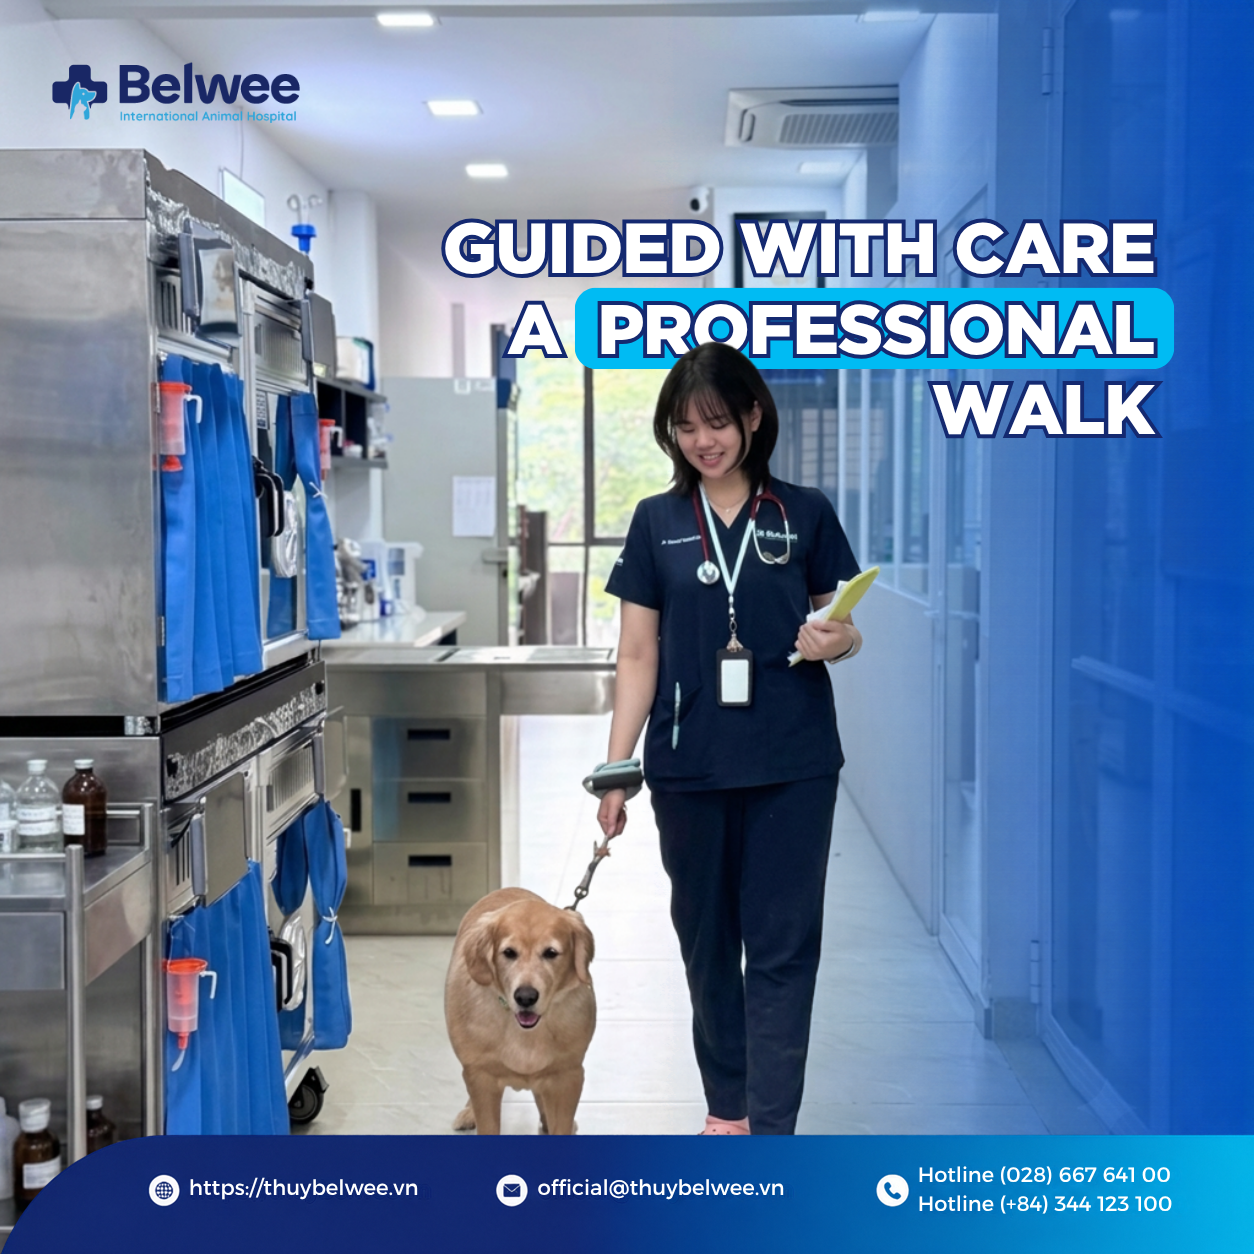 Belwee
International Animal Hospital
GUIDED WITH CARE
A PROFESSIONAL
WALK
https://thuybelwee.vn
official@thuybelwee.vn
Hotline (028) 667 641 00
Hotline (+84) 344 123 100